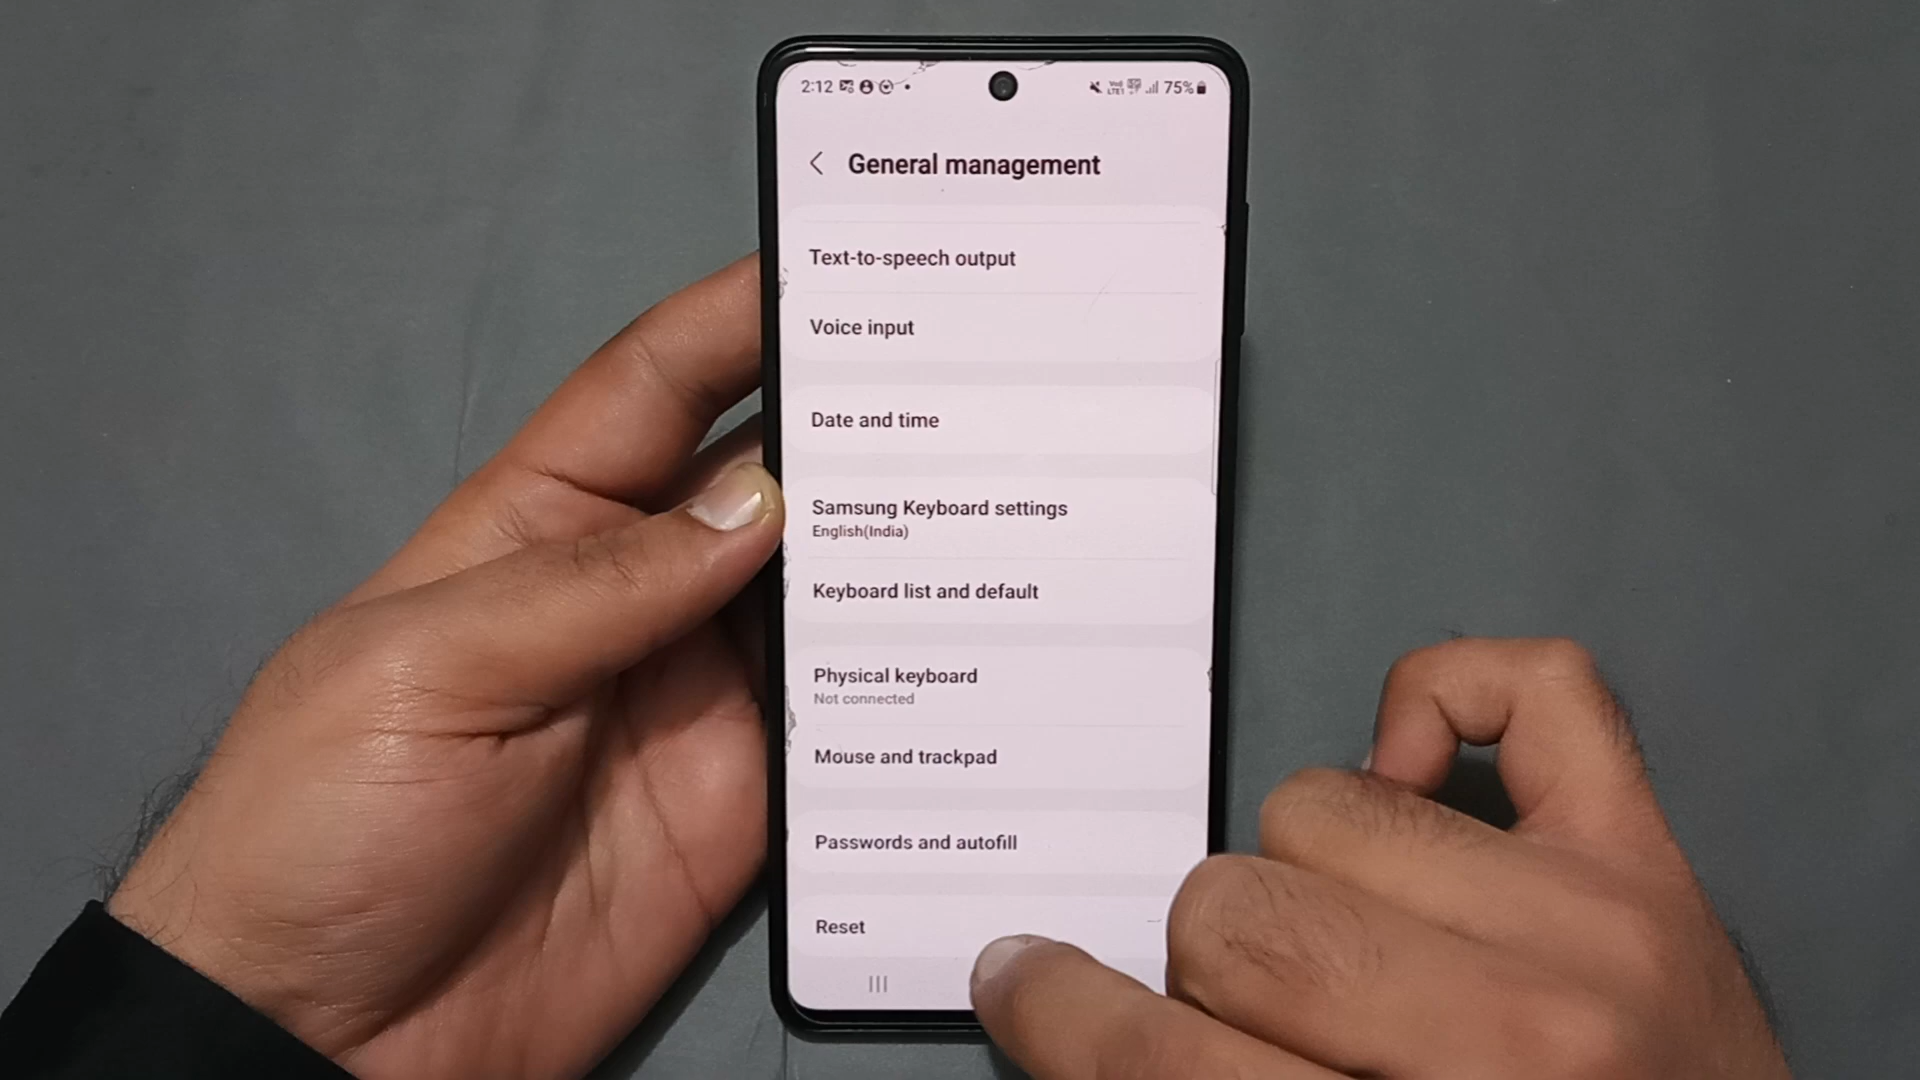 2:12
75%
General management
Text-to-speech output
Voice input
Date and time
Samsung Keyboard settings
English(India)
Keyboard list and default
Physical keyboard
Not connected
Mouse and trackpad
Passwords and autofill
Reset